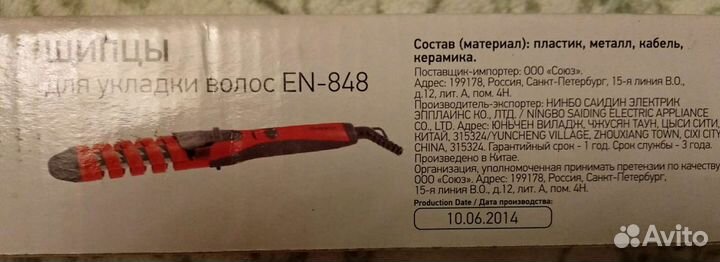 ЩИПЦЫ
для укладки волос EN-848
Состав (материал): пластик, металл, кабель,
керамика.
Поставщик-импортер: ООО «Союз».
Адрес: 199178, Россия, Санкт-Петербург, 15-я линия В.О.,
д.12, лит. А, пом. 4Н.
Производитель-экспортер: НИНБО САИДИН ЭЛЕКТРИК
ЭППЛАИНС КО., ЛТД. / NINGBO SAIDING ELECTRIC APPLIANCE
CO., LTD. Адрес: ЮНЬЧЕН ВИЛАДЖ, ЧЖУСЯН ТАУН, ЦЫСИ СИТИ,
КИТАЙ, 315324/YUNCHENG VILLAGE, ZHOUXIANG TOWN, CIXI CITY,
CHINA, 315324. Гарантийный срок - 1 год. Срок службы - 3 года.
Произведено в Китае.
Организация, уполномоченная принимать претензии по качеству:
ООО «Союз». Адрес: 199178, Россия, Санкт-Петербург,
15-я линия В.О., д.12, лит. А, пом. 4Н.
Production Date / Дата производства:
10.06.2014
Avito